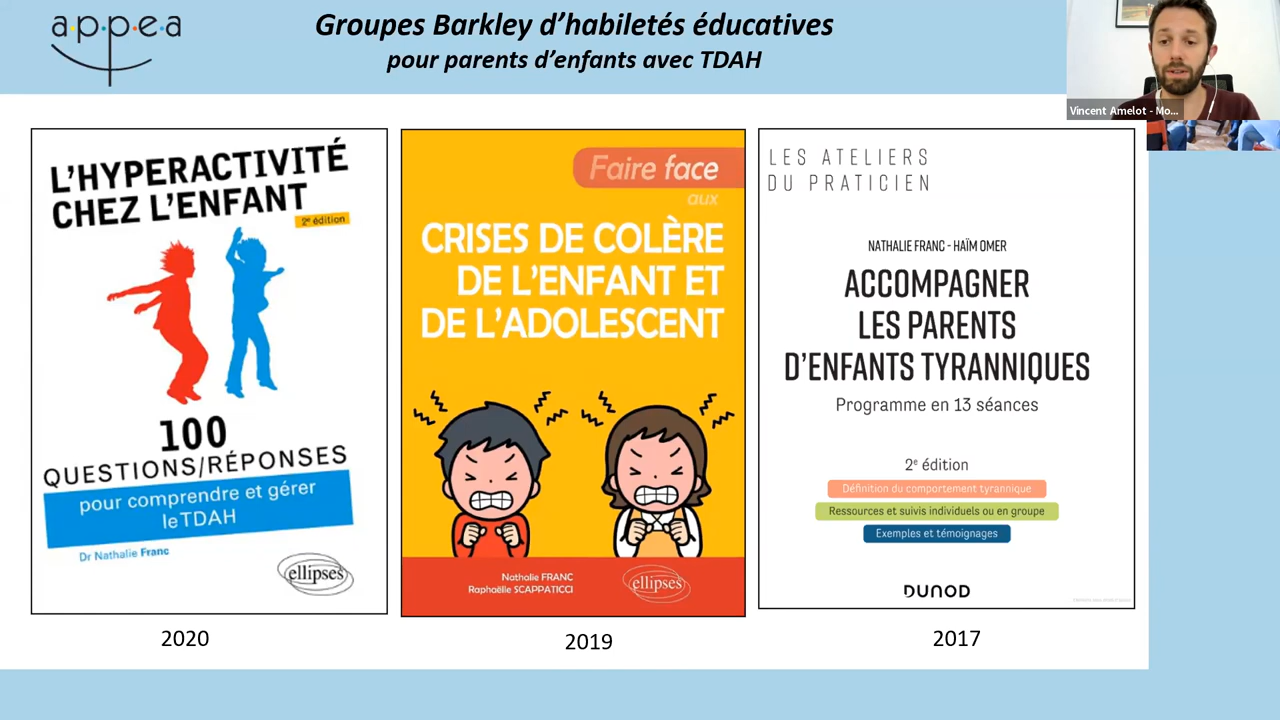 appea
Groupes Barkley d'habiletés éducatives
pour parents d'enfants avec TDAH
Vincent Amelot - Mo...
L'HYPERACTIVITÉ
CHEZ L'ENFANT
2e édition
100
QUESTIONS/RÉPONSES
pour comprendre et gérer
le TDAH
Dr Nathalie Franc
ellipses
2020
Faire face
aux
CRISES DE COLÈRE
DE L'ENFANT ET
DE L'ADOLESCENT
Nathalie FRANC
Raphaëlle SCAPPATICCI
ellipses
2019
LES ATELIERS
DU PRATICIEN
NATHALIE FRANC - HAÏM OMER
ACCOMPAGNER
LES PARENTS
D'ENFANTS TYRANNIQUES
Programme en 13 séances
2e édition
Définition du comportement tyrannique
Ressources et suivis individuels ou en groupe
Exemples et témoignages
DUNOD
2017